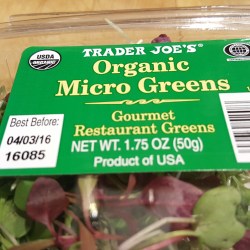 TRADER JOE'S®
USDA
ORGANIC
Organic
Micro Greens
Gourmet
Restaurant Greens
NET WT. 1.75 OZ (50g)
Product of USA
Best Before:
04/03/16
16085